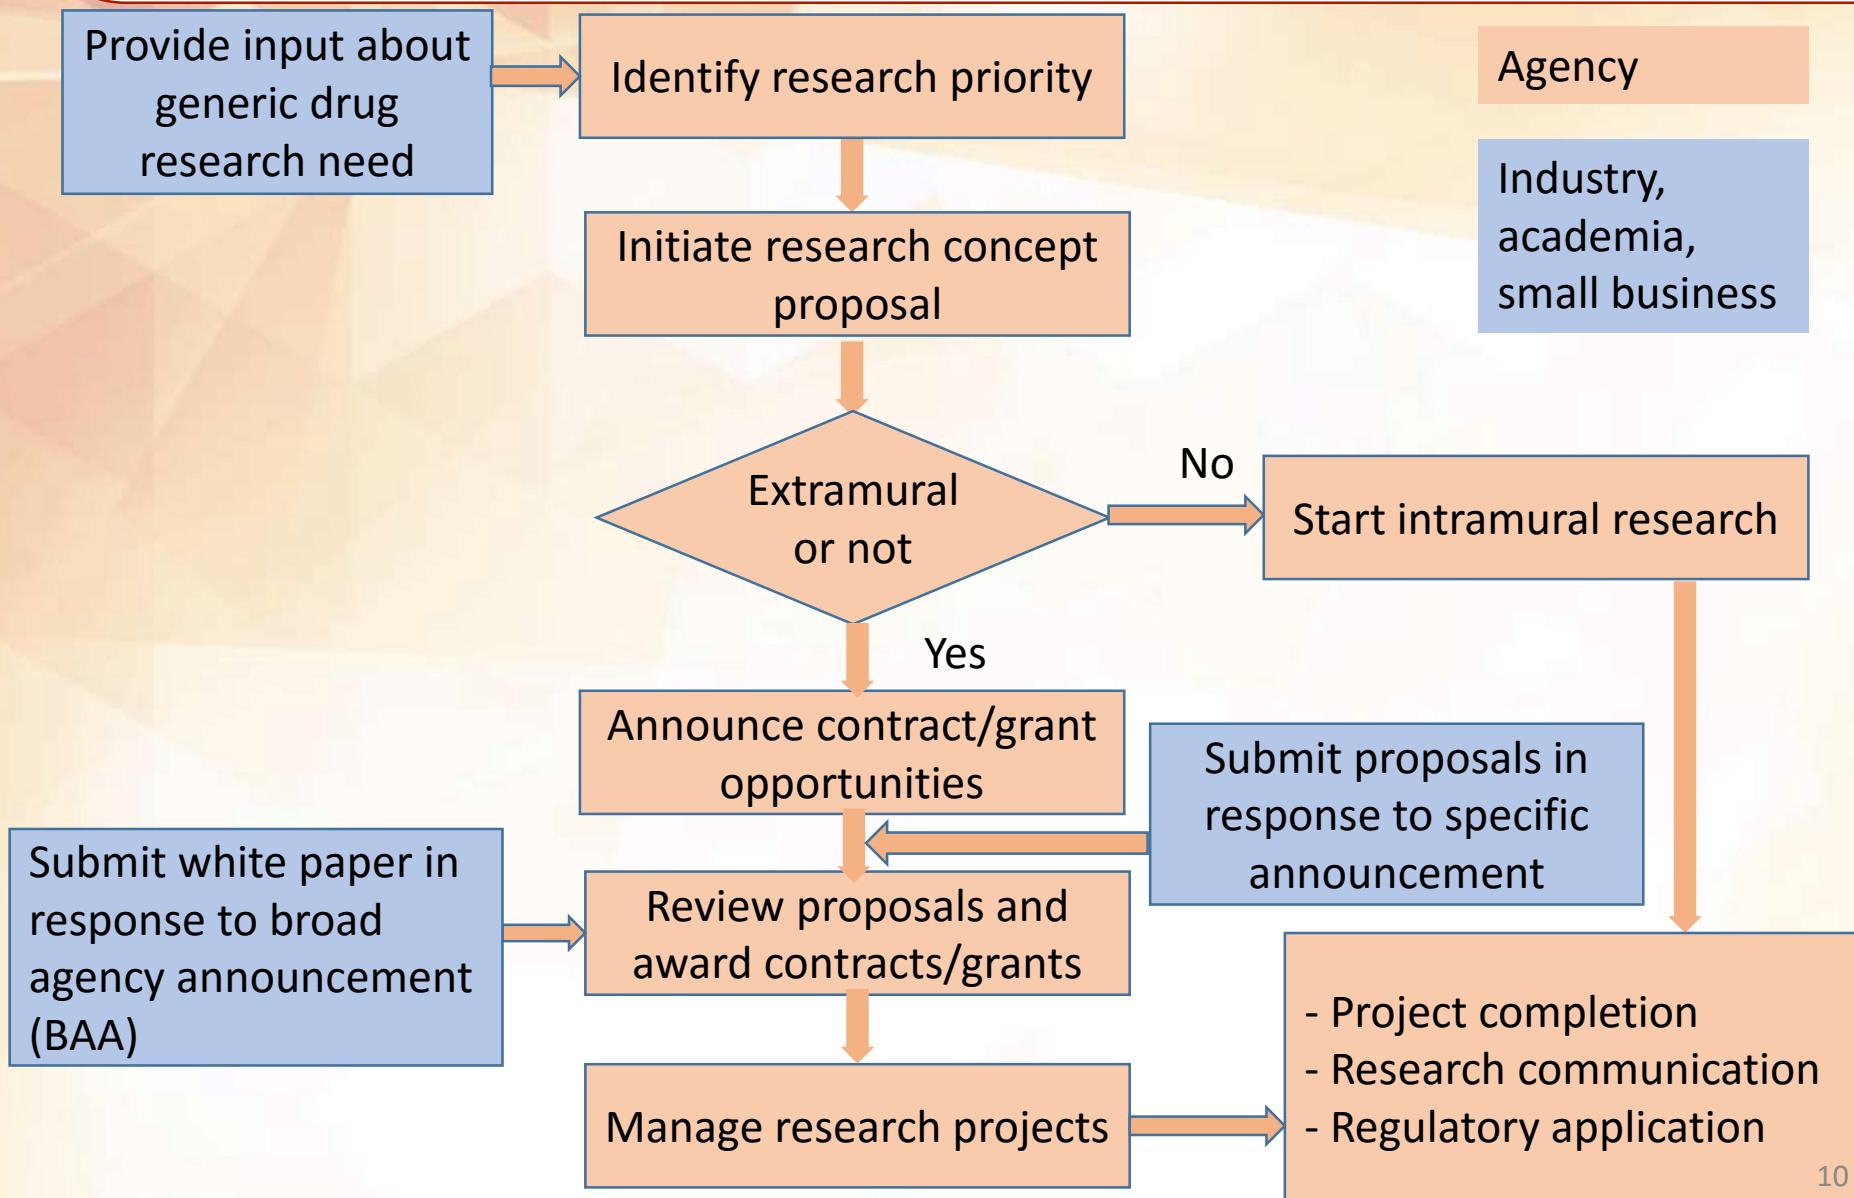 Provide input about
generic drug
research need
Identify research priority
Agency
Industry,
academia,
small business
Initiate research concept
proposal
Extramural
or not
No
Start intramural research
Yes
Announce contract/grant
opportunities
Submit proposals in
response to specific
announcement
Submit white paper in
response to broad
agency announcement
(BAA)
Review proposals and
award contracts/grants
Manage research projects
- Project completion
- Research communication
- Regulatory application
10